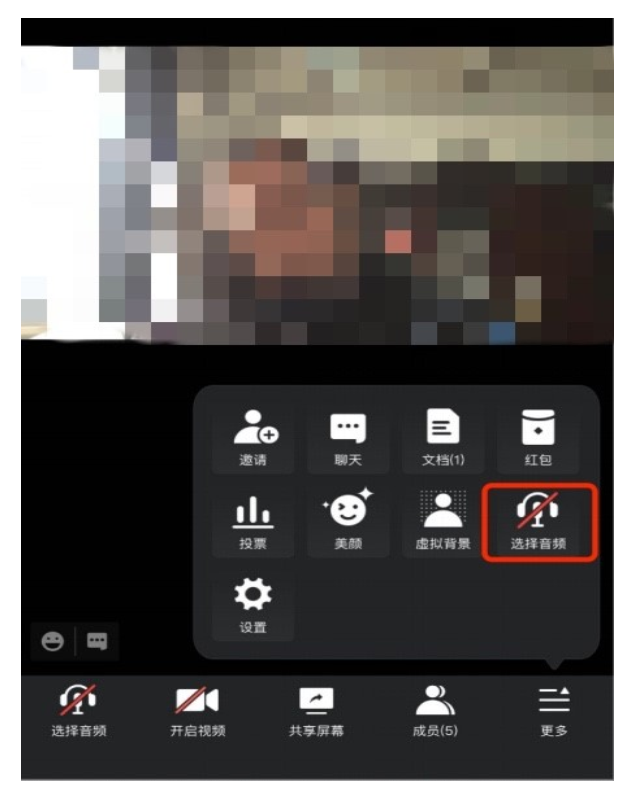 邀请
聊天
文档(1)
红包
投票
美颜
虚拟背景
选择音频
设置
选择音频
开启视频
共享屏幕
成员(5)
更多